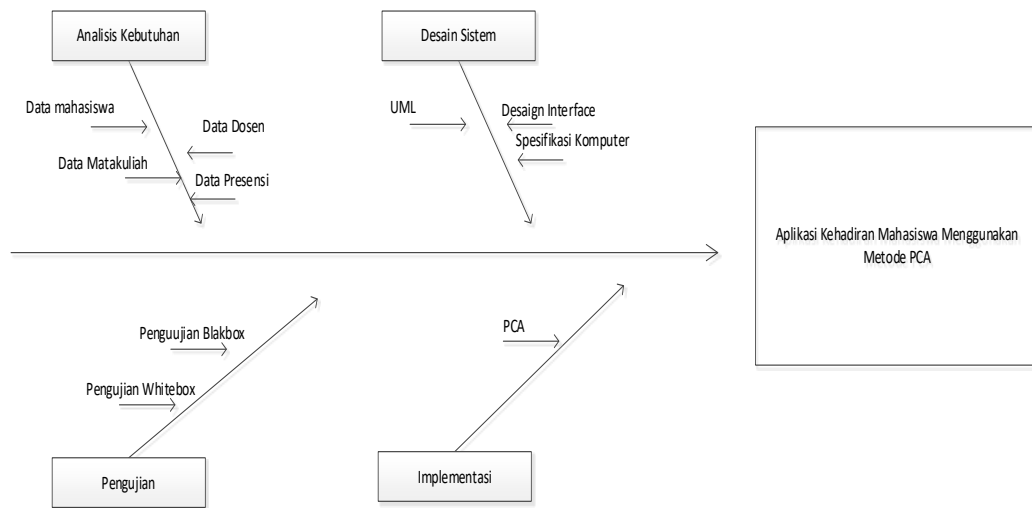 Analisis Kebutuhan
Desain Sistem
Data mahasiswa
Data Dosen
Data Matakuliah
Data Presensi
UML
Desaign Interface
Spesifikasi Komputer
Aplikasi Kehadiran Mahasiswa Menggunakan
Metode PCA
Penguujian Blakbox
Pengujian Whitebox
PCA
Pengujian
Implementasi